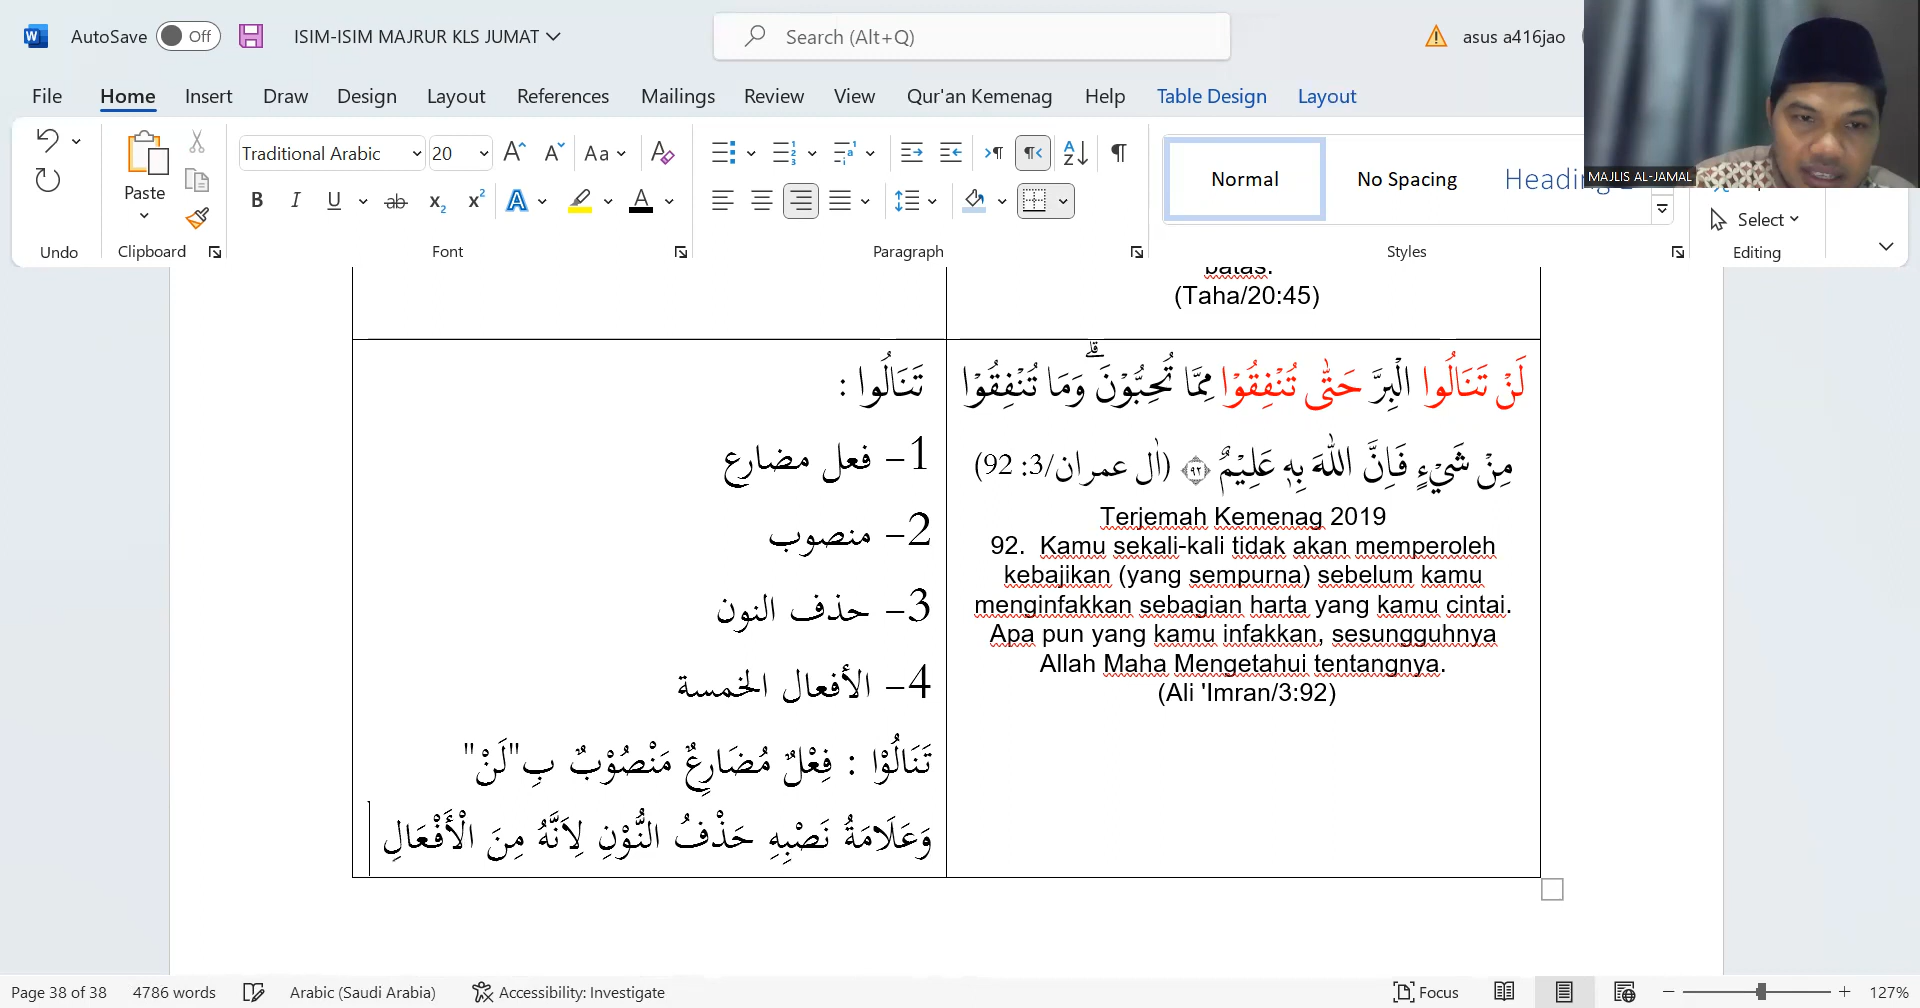 AutoSave Off ISIM-ISIM MAJRUR KLS JUMAT Search (Alt+Q) asus a416jao
File Home Insert Draw Design Layout References Mailings Review View Qur'an Kemenag Help Table Design Layout
MAJLIS AL-JAMAL
Paste
Traditional Arabic 20
Normal No Spacing Heading
Select
Undo Clipboard Font Paragraph Styles Editing
batas.
(Taha/20:45)
لَنْ تَنَالُوا الْبِرَّ حَتّٰى تُنْفِقُوْا مِمَّا تُحِبُّوْنَ ۗوَمَا تُنْفِقُوْا
مِنْ شَيْءٍ فَاِنَّ اللّٰهَ بِهٖ عَلِيْمٌ ٩٢ (اٰل عمران/3: 92)
Terjemah Kemenag 2019
92. Kamu sekali-kali tidak akan memperoleh
kebajikan (yang sempurna) sebelum kamu
menginfakkan sebagian harta yang kamu cintai.
Apa pun yang kamu infakkan, sesungguhnya
Allah Maha Mengetahui tentangnya.
(Ali 'Imran/3:92)
تَنَالُوا :
1- فعل مضارع
2- منصوب
3- حذف النون
4- الأفعال الخمسة
تَنَالُوْا : فِعْلٌ مُضَارِعٌ مَنْصُوْبٌ بِ"لَنْ"
وَعَلَامَةُ نَصْبِهِ حَذْفُ النُّوْنِ لِاَنَّهُ مِنَ الْأَفْعَالِ
Page 38 of 38 4786 words Arabic (Saudi Arabia) Accessibility: Investigate Focus 127%